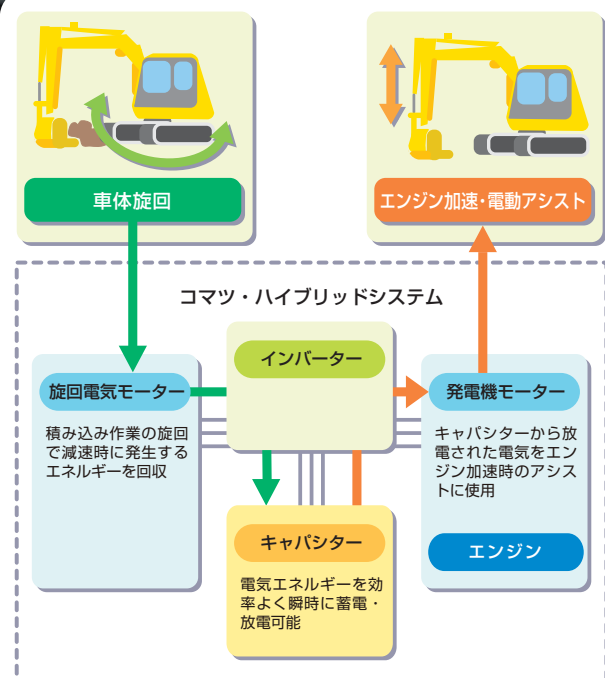 車体旋回
エンジン加速・電動アシスト
コマツ・ハイブリッドシステム
インバーター
旋回電気モーター
積み込み作業の旋回
で減速時に発生する
エネルギーを回収
発電機モーター
キャパシターから放
電された電気をエン
ジン加速時のアシス
トに使用
エンジン
キャパシター
電気エネルギーを効
率よく瞬時に蓄電・
放電可能